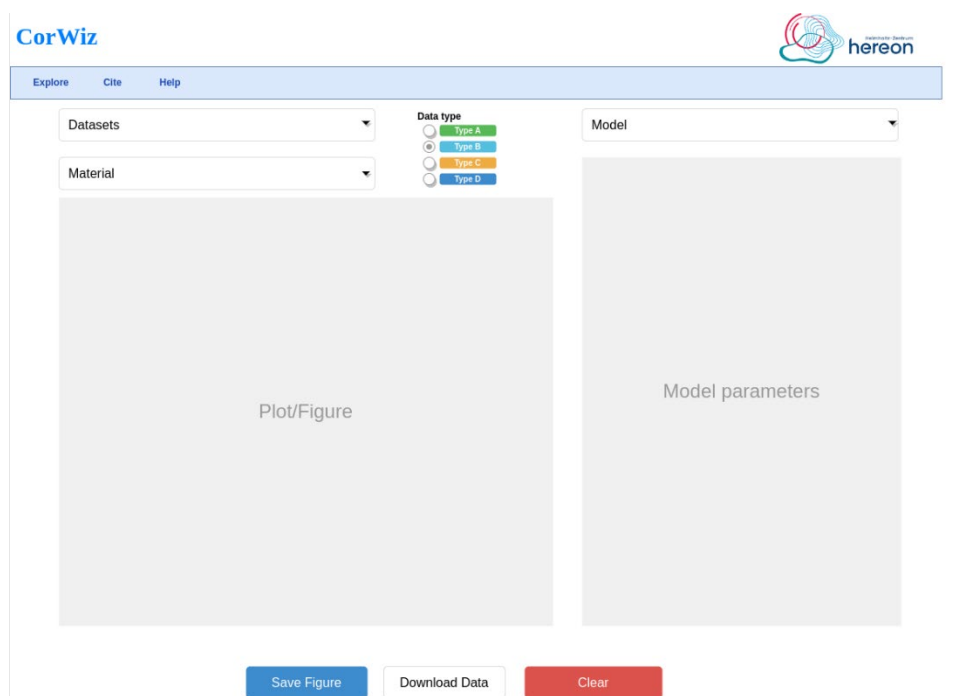 CorWiz
hereon
Explore Cite Help
Datasets
Material
Data type
Type A
Type B
Type C
Type D
Model
Plot/Figure
Model parameters
Save Figure
Download Data
Clear